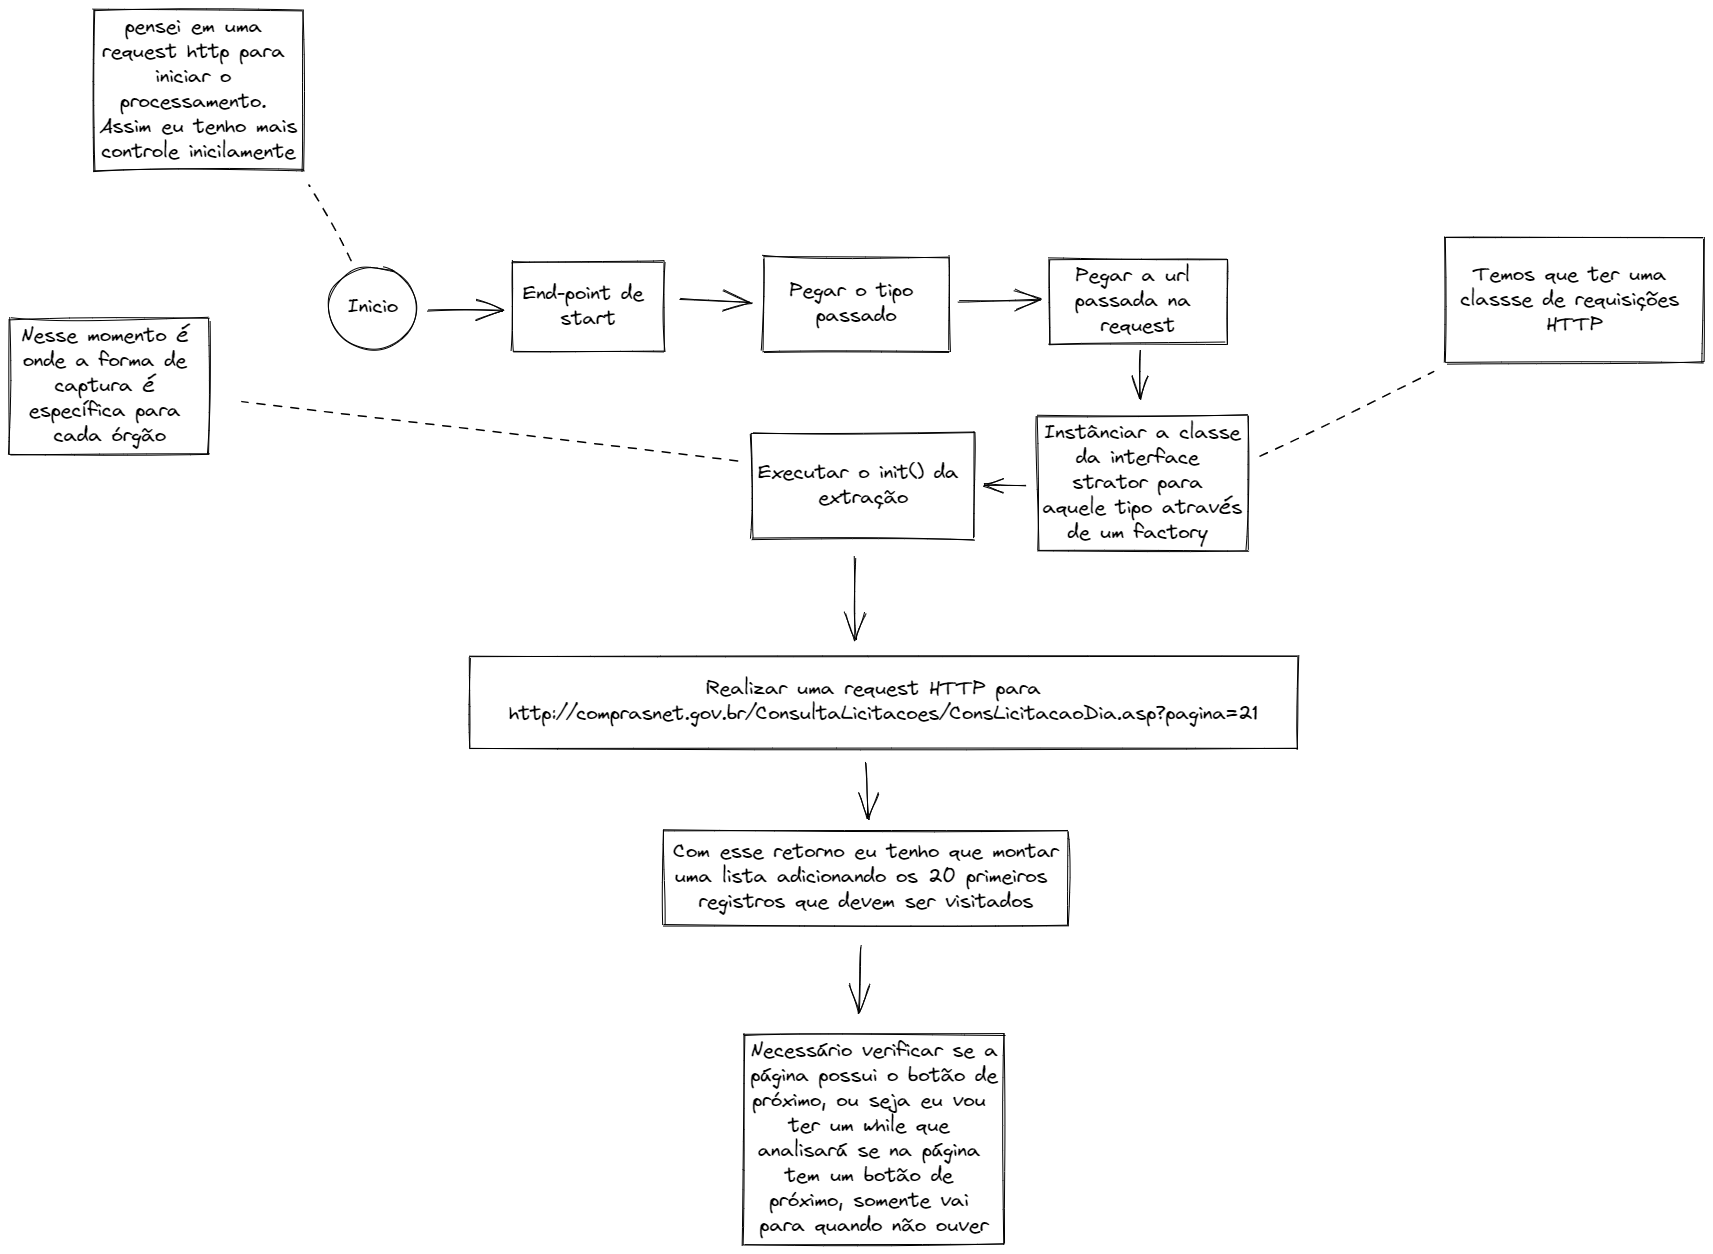 pensei em uma
request http para
iniciar o
processamento.
Assim eu tenho mais
controle inicilamente
Inicio
End-point de
start
Pegar o tipo
passado
Pegar a url
passada na
request
Temos que ter uma
classse de requisições
HTTP
Nesse momento é
onde a forma de
captura é
específica para
cada órgão
Executar o init() da
extração
Instânciar a classe
da interface
strator para
aquele tipo através
de um factory
Realizar uma request HTTP para
http://comprasnet.gov.br/ConsultaLicitacoes/ConsLicitacaoDia.asp?pagina=21
Com esse retorno eu tenho que montar
uma lista adicionando os 20 primeiros
registros que devem ser visitados
Necessário verificar se a
página possui o botão de
próximo, ou seja eu vou
ter um while que
analisará se na página
tem um botão de
próximo, somente vai
para quando não ouver